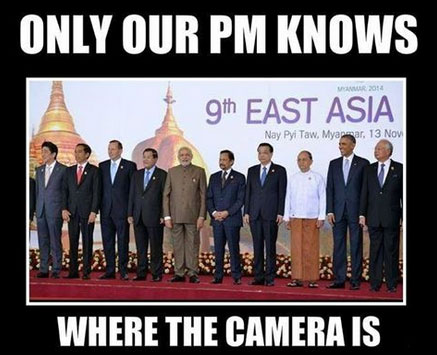 ONLY OUR PM KNOWS
MYANMAR, 2014
9th EAST ASIA
Nay Pyi Taw, Myanmar, 13 Nov
WHERE THE CAMERA IS